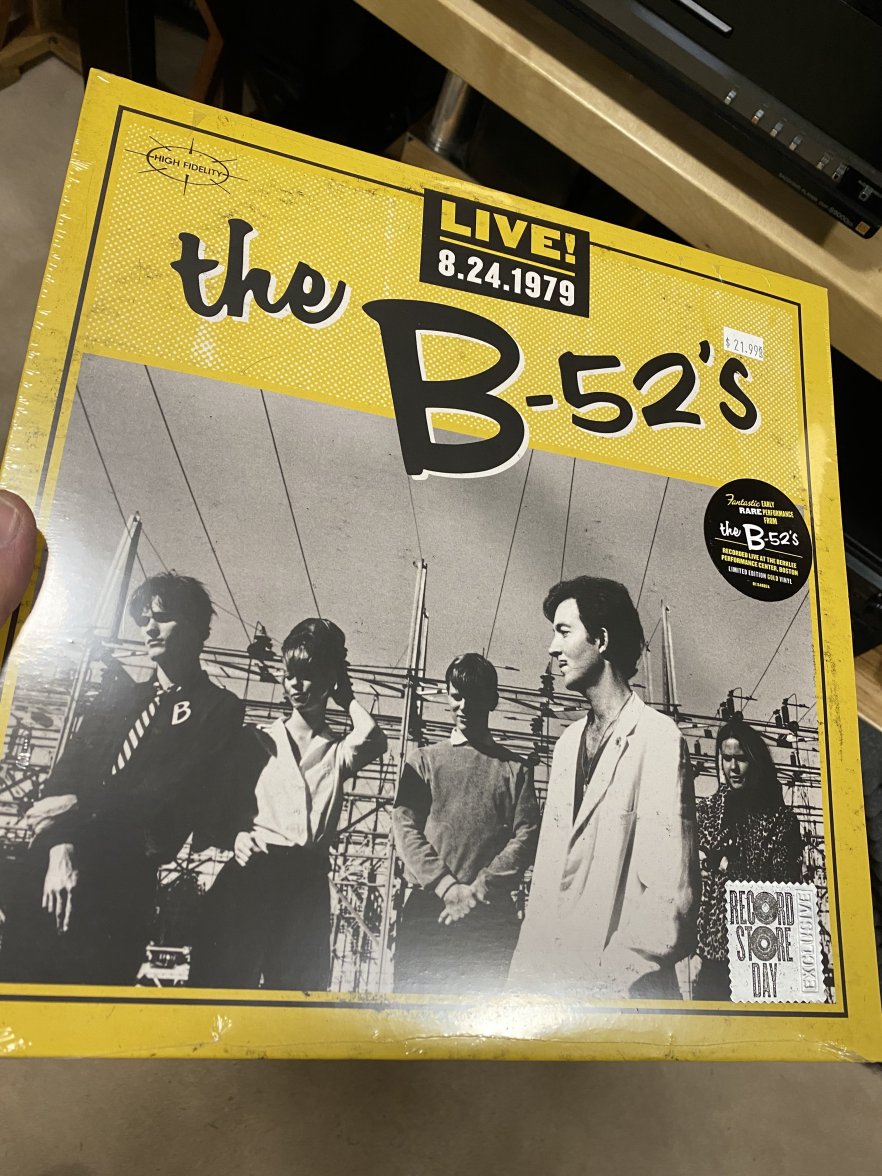 HIGH FIDELITY
LIVE!
8.24.1979
the
B-52's
$21.99
Fantastic EARLY
RARE PERFORMANCE
FROM
the B-52's
RECORDED LIVE AT THE BERKLEE
PERFORMANCE CENTER, BOSTON
LIMITED EDITION GOLD VINYL
B
RECORD
STORE
DAY
EXCLUSIVE